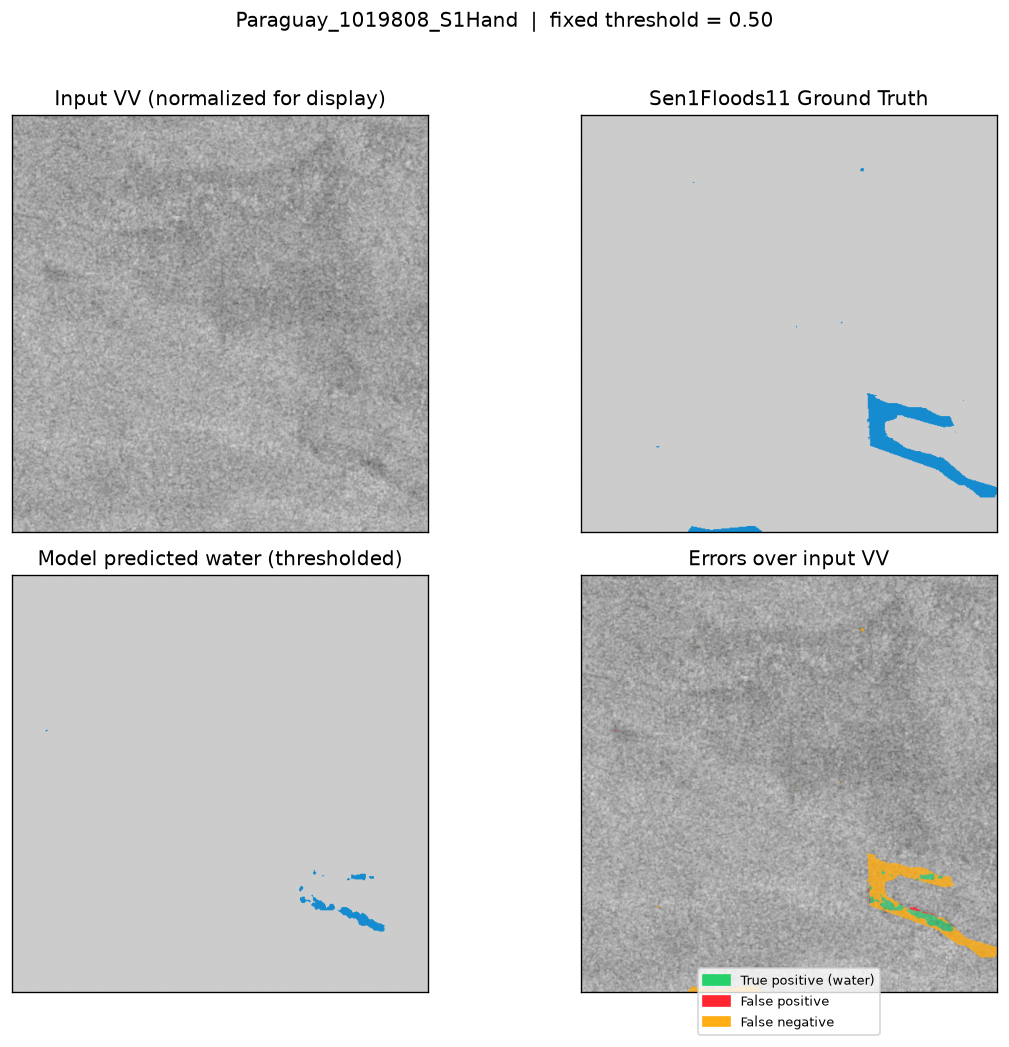 Paraguay_1019808_S1Hand | fixed threshold = 0.50
Input VV (normalized for display)
Sen1Floods11 Ground Truth
Model predicted water (thresholded)
Errors over input VV
True positive (water)
False positive
False negative